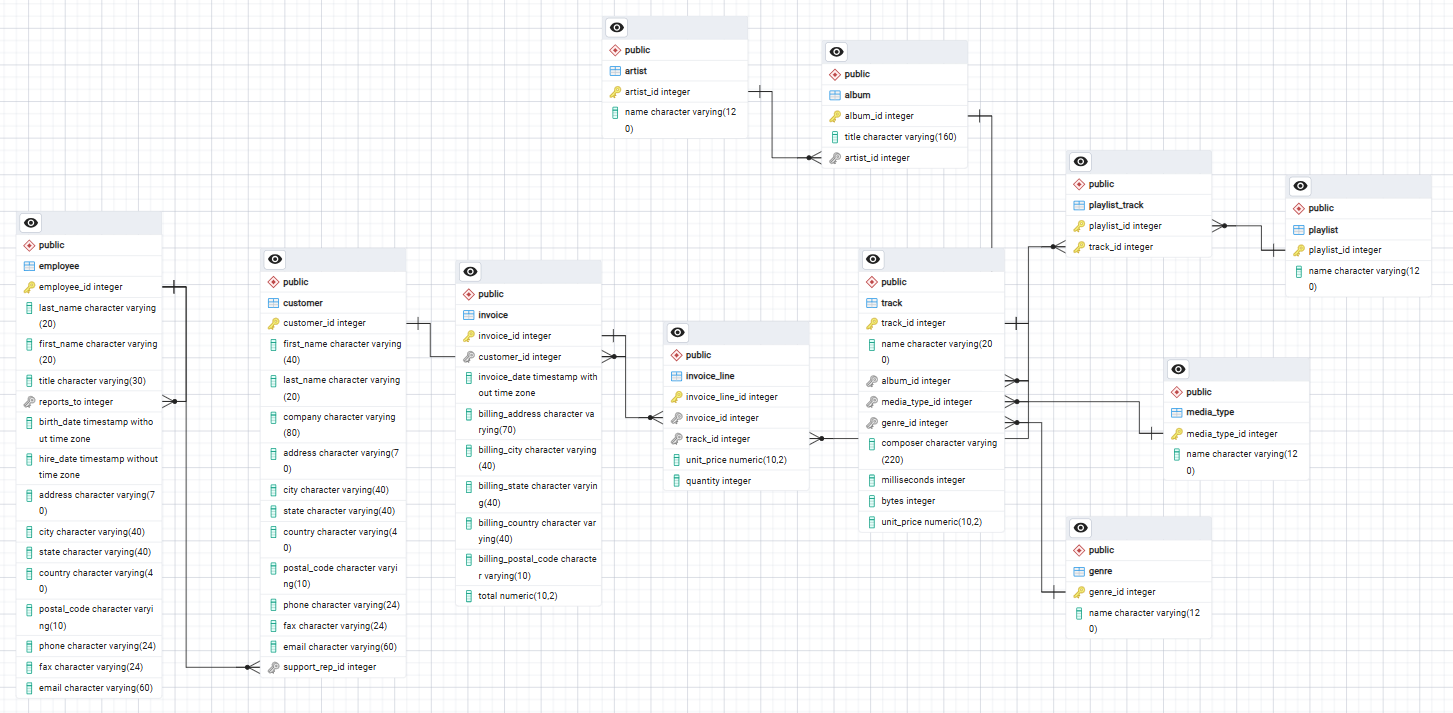 public
artist
artist_id integer
name character varying(12
0)
public
album
album_id integer
title character varying(160)
artist_id integer
public
playlist_track
playlist_id integer
track_id integer
public
playlist
playlist_id integer
name character varying(12
0)
public
employee
employee_id integer
last_name character varying
(20)
first_name character varying
(20)
title character varying(30)
reports_to integer
birth_date timestamp witho
ut time zone
hire_date timestamp without
time zone
address character varying(7
0)
city character varying(40)
state character varying(40)
country character varying(4
0)
postal_code character varyi
ng(10)
phone character varying(24)
fax character varying(24)
email character varying(60)
public
customer
customer_id integer
first_name character varying
(40)
last_name character varying
(20)
company character varying
(80)
address character varying(7
0)
city character varying(40)
state character varying(40)
country character varying(4
0)
postal_code character varyi
ng(10)
phone character varying(24)
fax character varying(24)
email character varying(60)
support_rep_id integer
public
invoice
invoice_id integer
customer_id integer
invoice_date timestamp with
out time zone
billing_address character va
rying(70)
billing_city character varying
(40)
billing_state character varyin
g(40)
billing_country character var
ying(40)
billing_postal_code characte
r varying(10)
total numeric(10,2)
public
invoice_line
invoice_line_id integer
invoice_id integer
track_id integer
unit_price numeric(10,2)
quantity integer
public
track
track_id integer
name character varying(20
0)
album_id integer
media_type_id integer
genre_id integer
composer character varying
(220)
milliseconds integer
bytes integer
unit_price numeric(10,2)
public
media_type
media_type_id integer
name character varying(12
0)
public
genre
genre_id integer
name character varying(12
0)